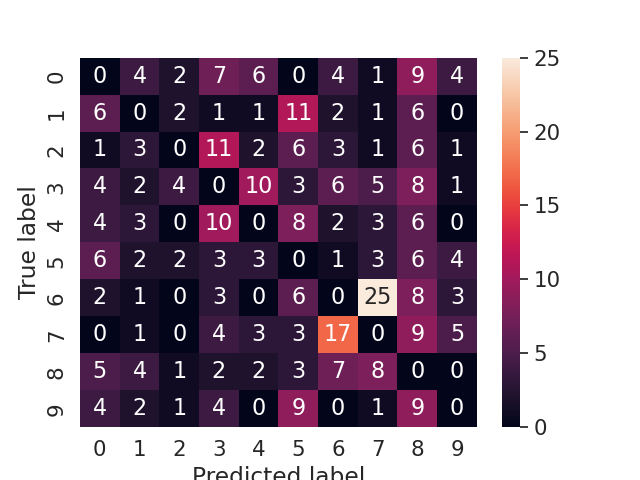 0 0 4 2 7 6 0 4 1 9 4
1 6 0 2 1 1 11 2 1 6 0
2 1 3 0 11 2 6 3 1 6 1
3 4 2 4 0 10 3 6 5 8 1
4 4 3 0 10 0 8 2 3 6 0
5 6 2 2 3 3 0 1 3 6 4
6 2 1 0 3 0 6 0 25 8 3
7 0 1 0 4 3 3 17 0 9 5
8 5 4 1 2 2 3 7 8 0 0
9 4 2 1 4 0 9 0 1 9 0
0 1 2 3 4 5 6 7 8 9
Predicted label
True label
25
20
15
10
5
0